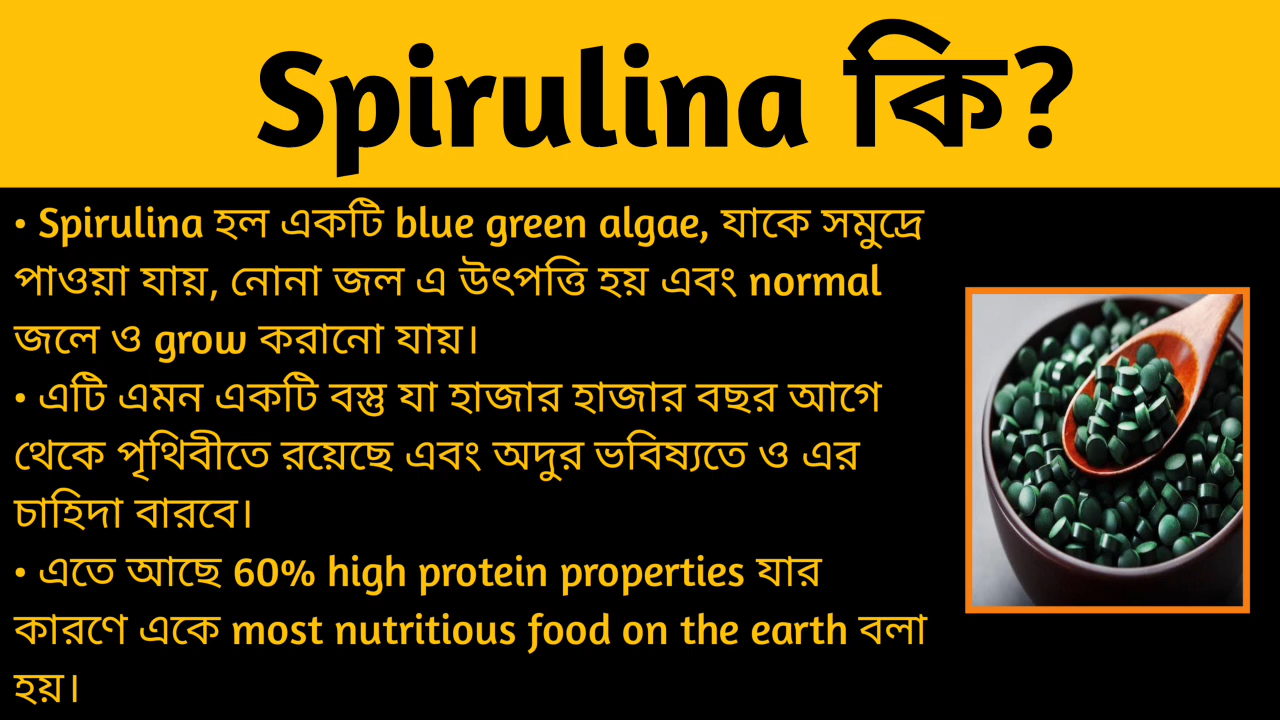 Spirulina কি?
• Spirulina হল একটি blue green algae, যাকে সমুদ্রে
পাওয়া যায়, নোনা জল এ উৎপত্তি হয় এবং normal
জলে ও grow করানো যায়।
• এটি এমন একটি বস্তু যা হাজার হাজার বছর আগে
থেকে পৃথিবীতে রয়েছে এবং অদুর ভবিষ্যতে ও এর
চাহিদা বারবে।
• এতে আছে 60% high protein properties যার
কারণে একে most nutritious food on the earth বলা
হয়।